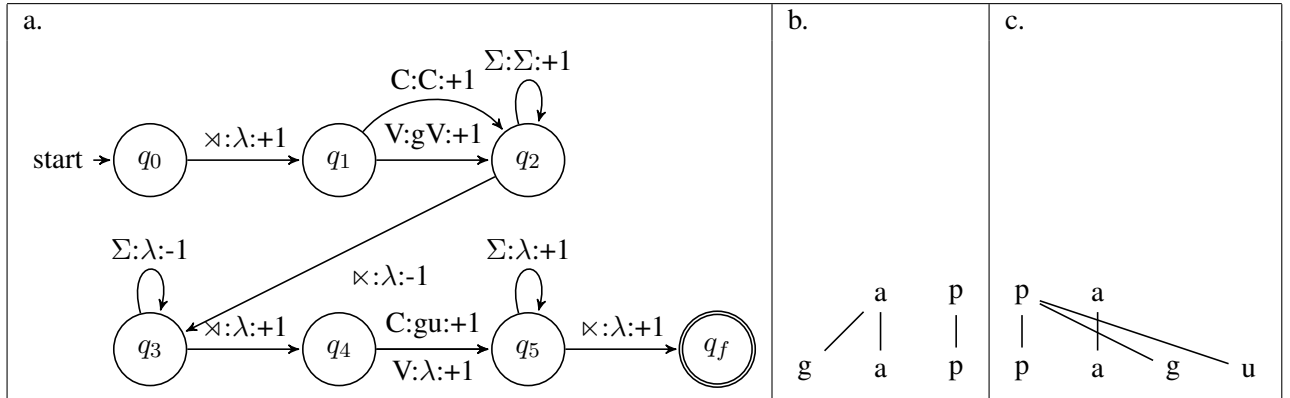 a. b. c.
C:C:+1 Σ:Σ:+1
start q0 ⋊:λ:+1 q1 V:gV:+1 q2
Σ:λ:-1 ⋉:λ:-1 Σ:λ:+1
a p p a
q3 ⋊:λ:+1 q4 C:gu:+1 q5 ⋉:λ:+1 qf
V:λ:+1
g a p p a g u